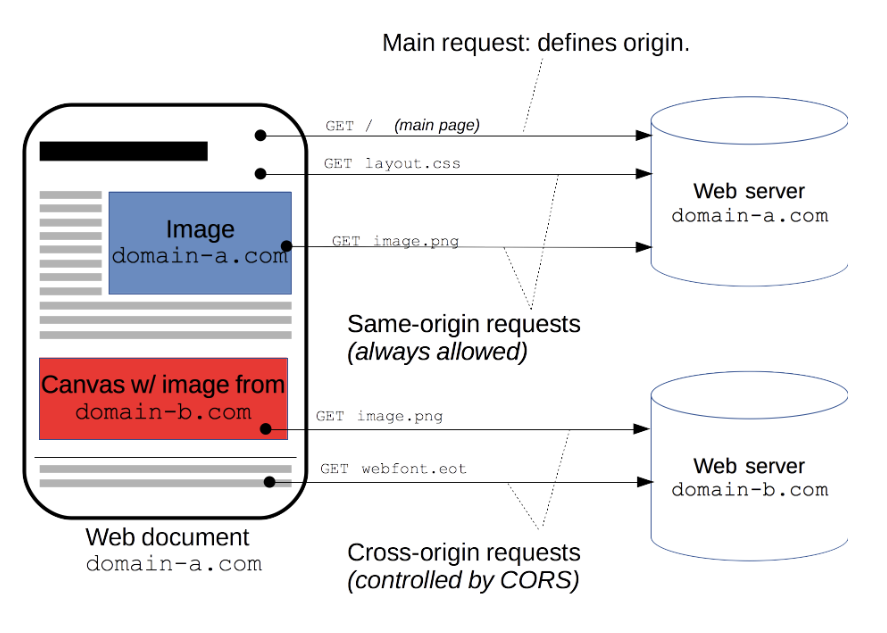 Main request: defines origin.
GET / (main page)
GET layout.css
Web server
domain-a.com
Image
domain-a.com
GET image.png
Same-origin requests
(always allowed)
Canvas w/ image from
domain-b.com
GET image.png
GET webfont.eot
Web server
domain-b.com
Web document
domain-a.com
Cross-origin requests
(controlled by CORS)